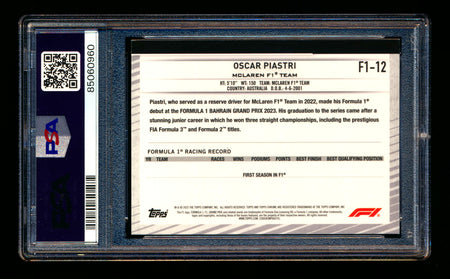 OSCAR PIASTRI
F1-12
McLAREN F1® TEAM
HT: 5'10" WT: 150 TEAM: McLAREN F1® TEAM
COUNTRY: AUSTRALIA D.O.B.: 4-6-2001
Piastri, who served as a reserve driver for McLaren F1® Team in 2022, made his Formula 1®
debut at the FORMULA 1 BAHRAIN GRAND PRIX 2023. His graduation to the series came after a
stunning junior career in which he won three straight championships, including the prestigious
FIA Formula 3™ and Formula 2™ titles.
FORMULA 1® RACING RECORD
YR TEAM RACES WINS PODIUMS POINTS BEST FINISH BEST QUALIFYING POSITION
FIRST SEASON IN F1®
Topps
F1
85060960
PSA